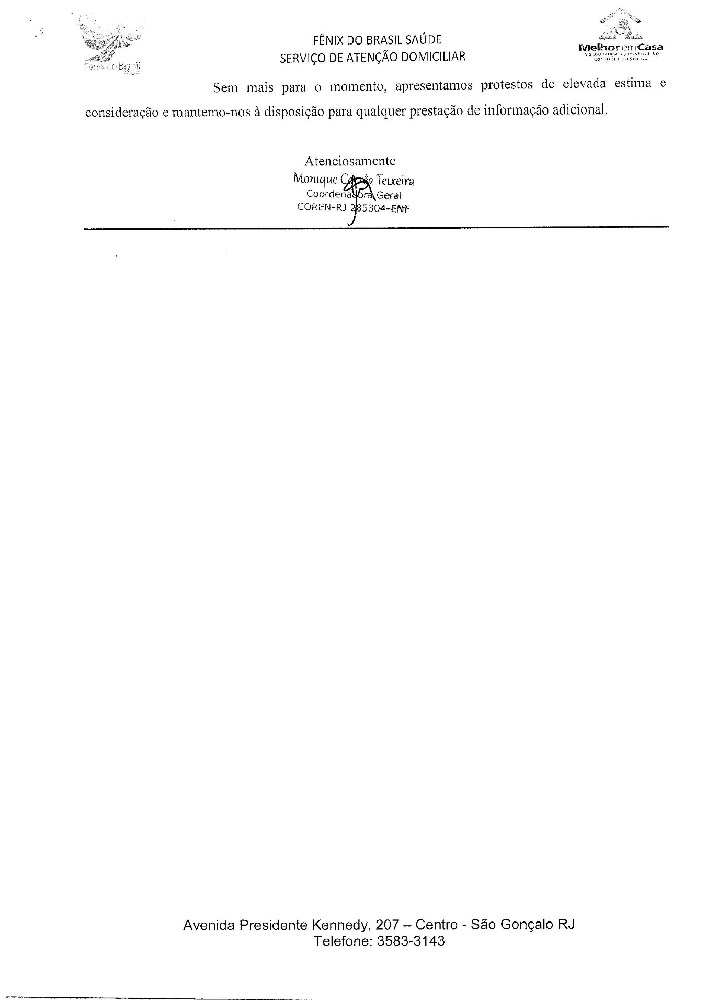 Fênix do Brasil
FÊNIX DO BRASIL SAÚDE
SERVIÇO DE ATENÇÃO DOMICILIAR
Melhor em Casa
A SEGURANÇA DO HOSPITAL NO
CONFORTO DO SEU LAR
Sem mais para o momento, apresentamos protestos de elevada estima e
consideração e mantemo-nos à disposição para qualquer prestação de informação adicional.
Atenciosamente
Monique Corrêa Teixeira
Coordenadora Geral
COREN-RJ 285304-ENF
Avenida Presidente Kennedy, 207 – Centro - São Gonçalo RJ
Telefone: 3583-3143